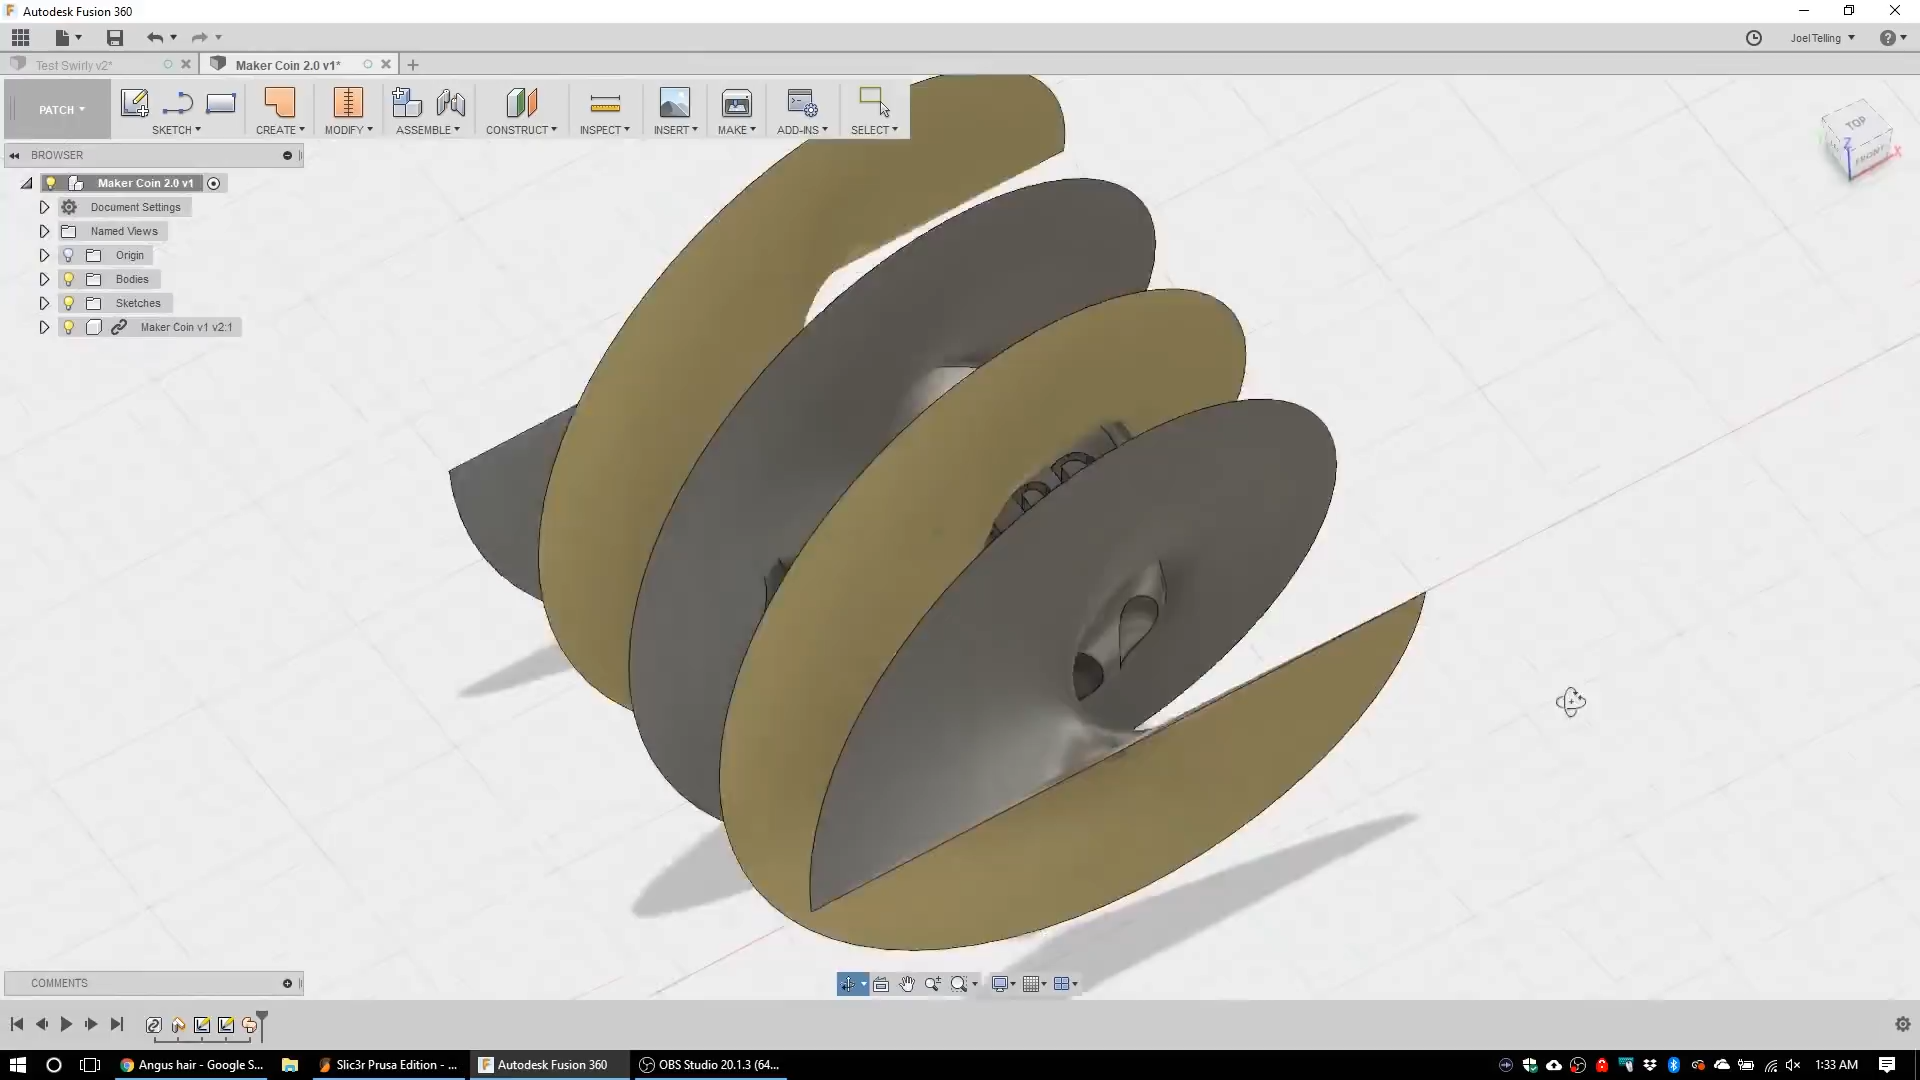 Autodesk Fusion 360
Joel Telling
Test Swirly v2*
Maker Coin 2.0 v1*
PATCH
SKETCH
CREATE
MODIFY
ASSEMBLE
CONSTRUCT
INSPECT
INSERT
MAKE
ADD-INS
SELECT
BROWSER
Maker Coin 2.0 v1
Document Settings
Named Views
Origin
Bodies
Sketches
Maker Coin v1 v2:1
TOP
FRONT
Z
X
COMMENTS
Angus hair - Google S...
Slic3r Prusa Edition - ...
Autodesk Fusion 360
OBS Studio 20.1.3 (64...
1:33 AM